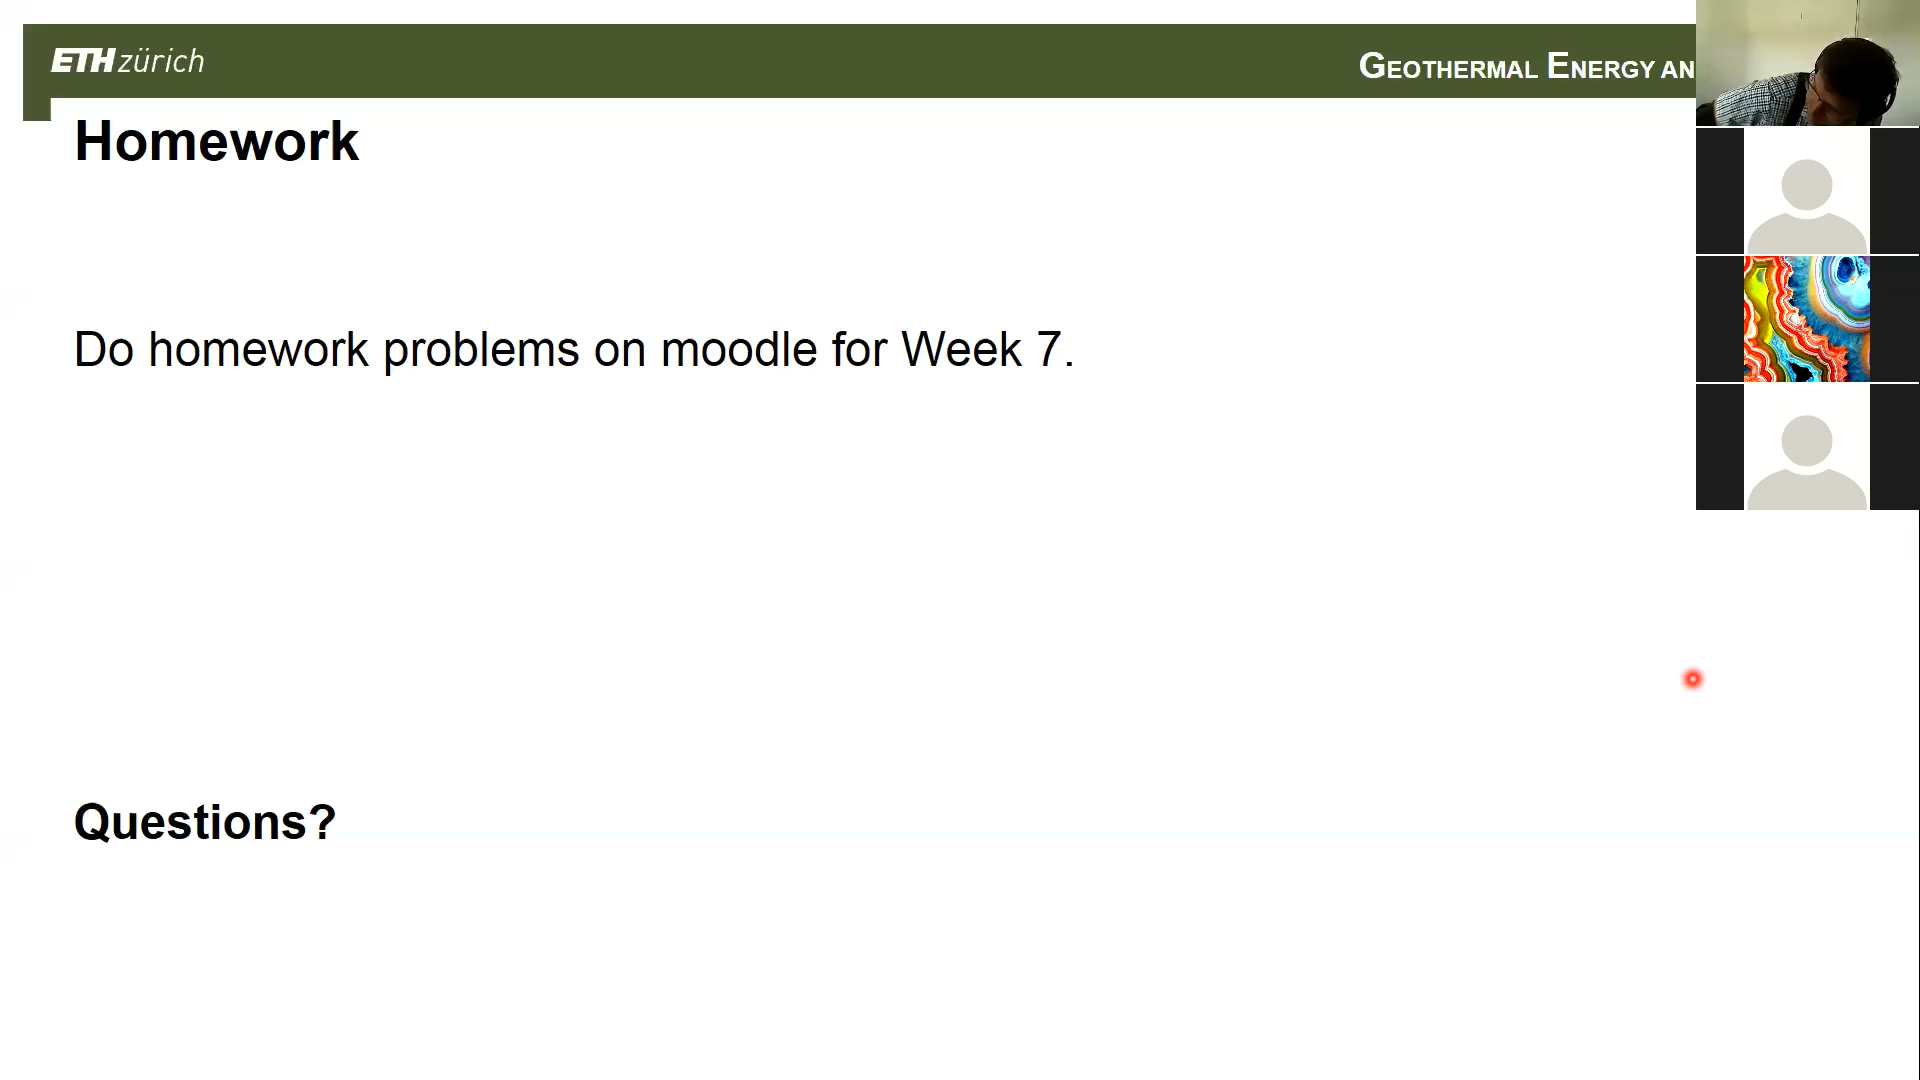 ETH zürich
GEOTHERMAL ENERGY AN
Homework
Do homework problems on moodle for Week 7.
Questions?